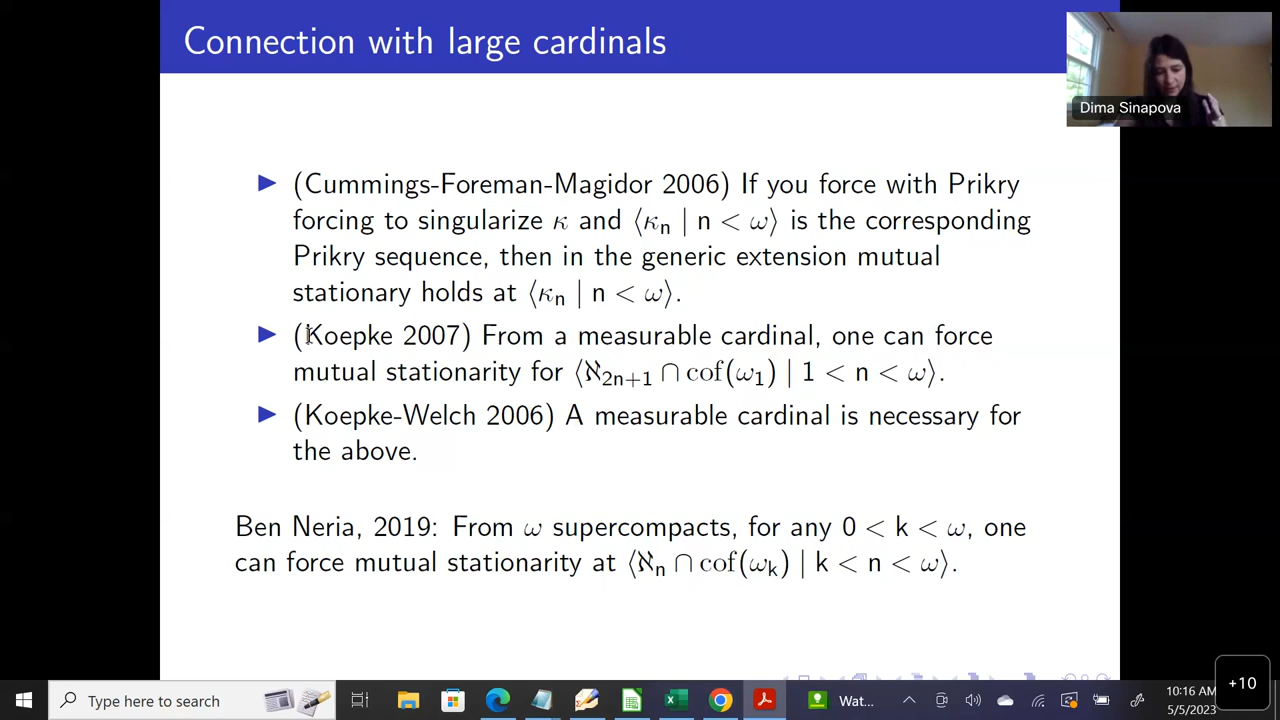 Connection with large cardinals
Dima Sinapova
▶ (Cummings-Foreman-Magidor 2006) If you force with Prikry
forcing to singularize κ and ⟨κₙ | n < ω⟩ is the corresponding
Prikry sequence, then in the generic extension mutual
stationary holds at ⟨κₙ | n < ω⟩.
▶ (Koepke 2007) From a measurable cardinal, one can force
mutual stationarity for ⟨ℵ₂ₙ₊₁ ∩ cof(ω₁) | 1 < n < ω⟩.
▶ (Koepke-Welch 2006) A measurable cardinal is necessary for
the above.
Ben Neria, 2019: From ω supercompacts, for any 0 < k < ω, one
can force mutual stationarity at ⟨ℵₙ ∩ cof(ωₖ) | k < n < ω⟩.
+10
Type here to search
Wat...
10:16 AM
5/5/2023